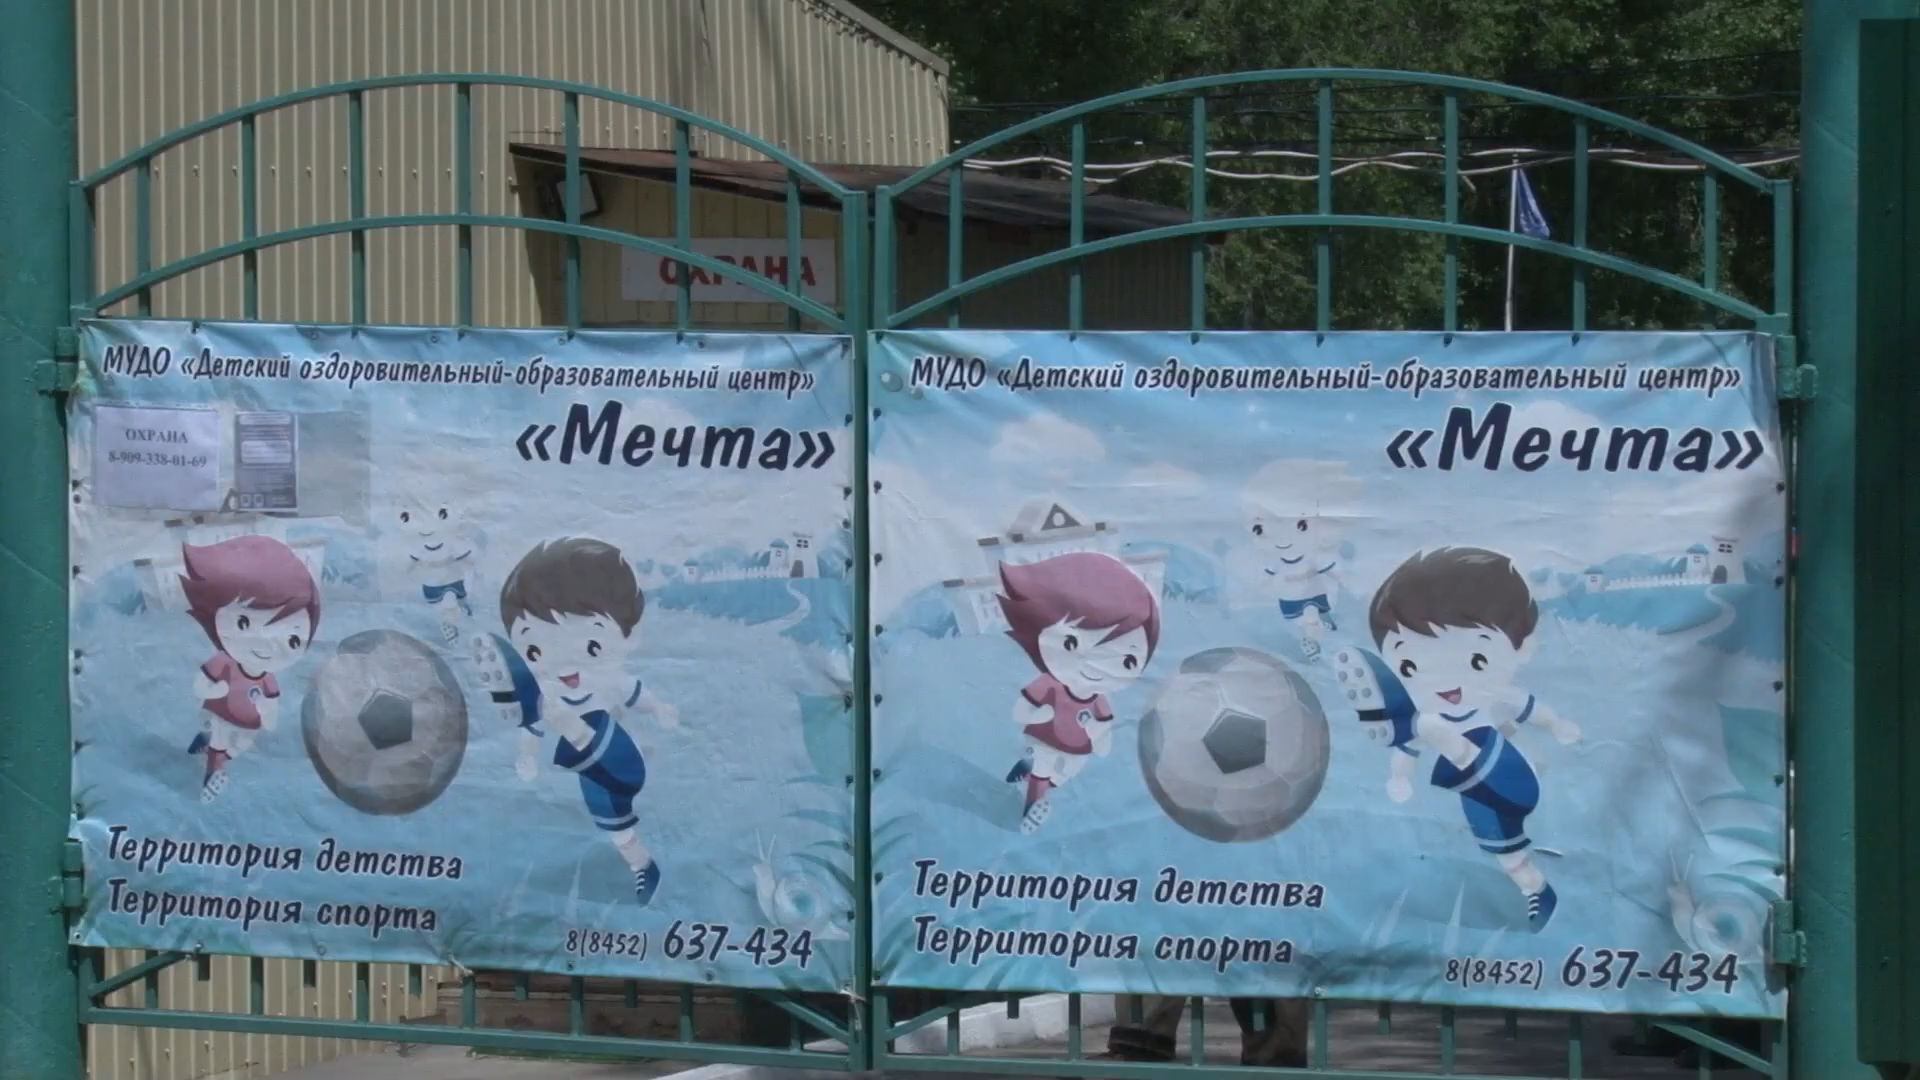 ОХРАНА
МУДО «Детский оздоровительный-образовательный центр»
«Мечта»
ОХРАНА
8-909-338-01-69
Территория детства
Территория спорта
8(8452) 637-434
МУДО «Детский оздоровительный-образовательный центр»
«Мечта»
Территория детства
Территория спорта
8(8452) 637-434